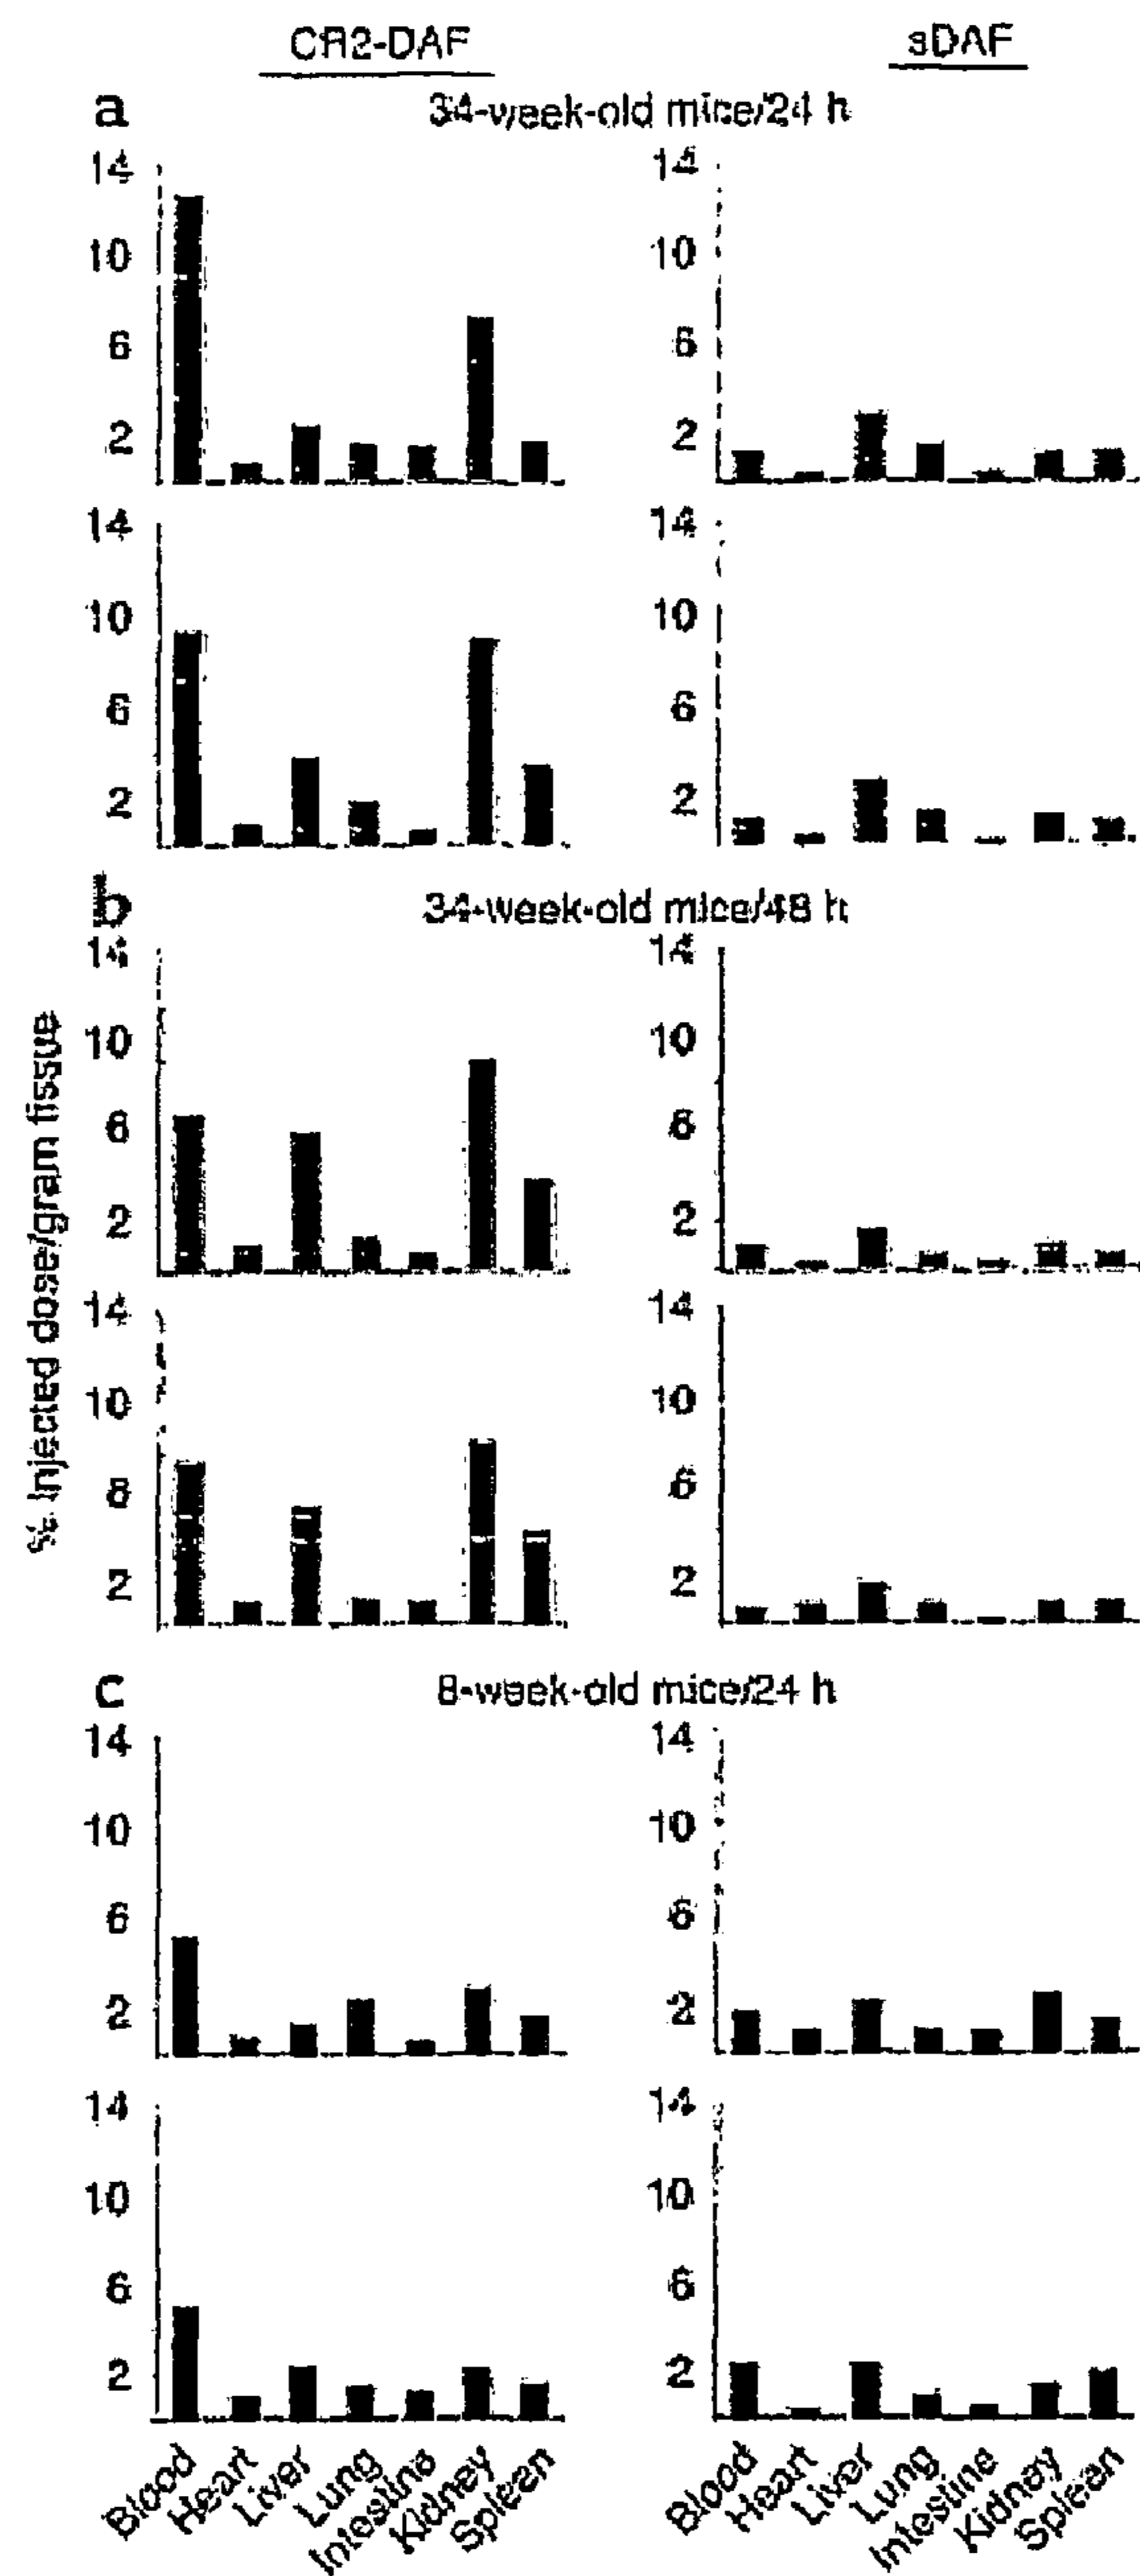 CR2-DAF
sDAF
a
34-week-old mice/24 h
14
10
6
2
14
10
6
2
14
10
6
2
14
10
6
2
b
34-week-old mice/48 h
14
10
6
2
14
10
6
2
14
10
8
2
14
10
6
2
% Injected dose/gram tissue
c
8-week-old mice/24 h
14
10
6
2
14
10
6
2
14
10
6
2
14
10
6
2
Blood
Heart
Liver
Lung
Intestine
Kidney
Spleen
Blood
Heart
Liver
Lung
Intestine
Kidney
Spleen